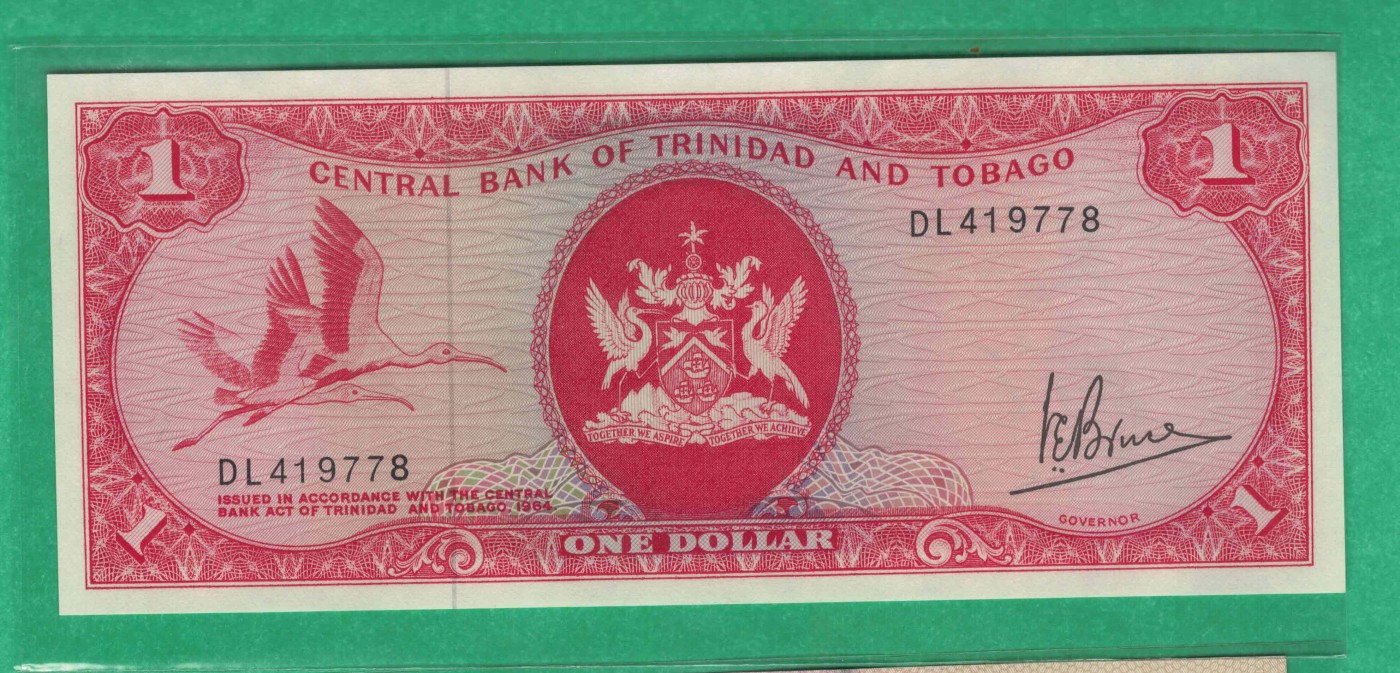 1
1
CENTRAL BANK OF TRINIDAD AND TOBAGO
DL419778
TOGETHER WE ASPIRE TOGETHER WE ACHIEVE
DL419778
ISSUED IN ACCORDANCE WITH THE CENTRAL
BANK ACT OF TRINIDAD AND TOBAGO, 1964
GOVERNOR
1
ONE DOLLAR
1